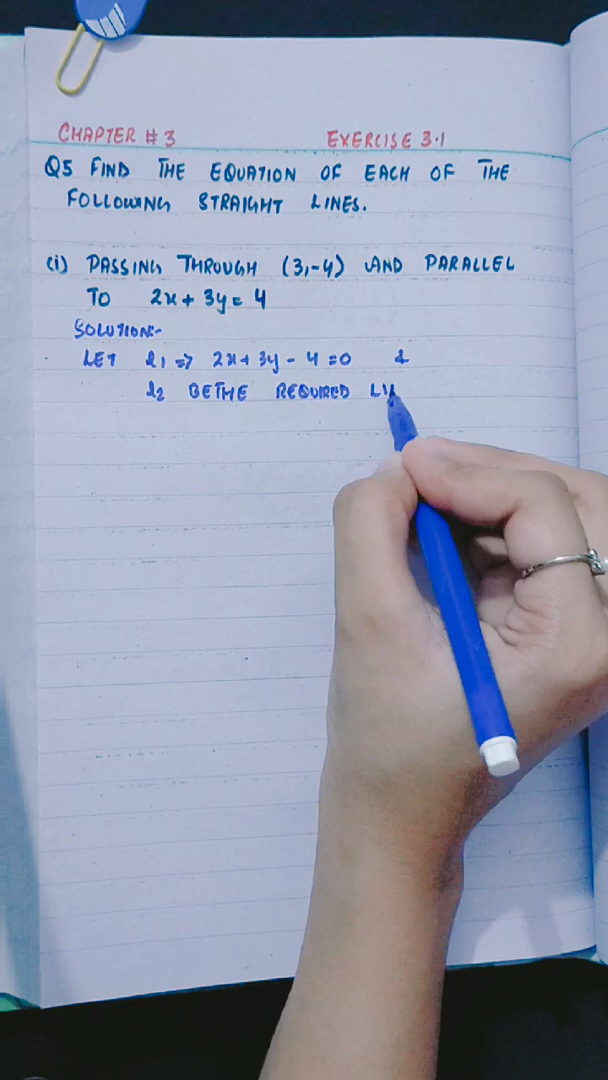 CHAPTER # 3 EXERCISE 3.1
Q5 FIND THE EQUATION OF EACH OF THE
FOLLOWING STRAIGHT LINES.
(i) PASSING THROUGH (3,-4) AND PARALLEL
TO 2x + 3y = 4
SOLUTION:-
LET l1 => 2x + 3y - 4 = 0 &
l2 BE THE REQUIRED LI